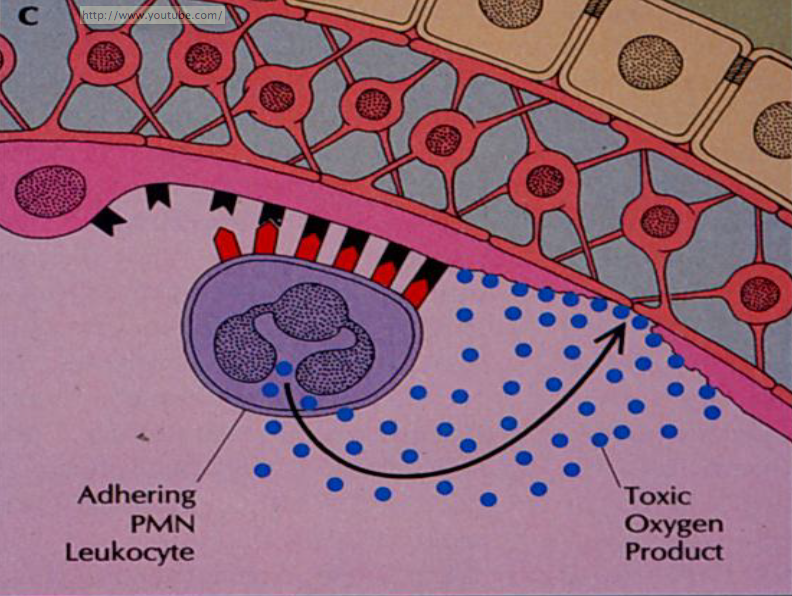 C
http://www.youtube.com/
Adhering
PMN
Leukocyte
Toxic
Oxygen
Product